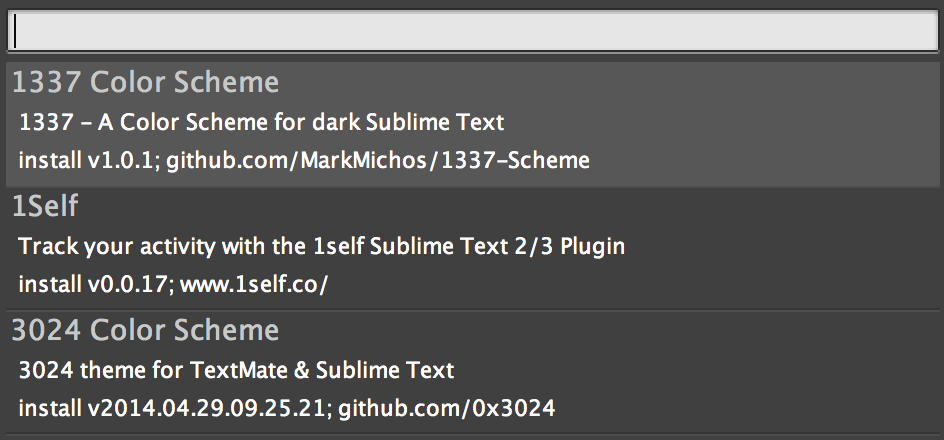 1337 Color Scheme
1337 - A Color Scheme for dark Sublime Text
install v1.0.1; github.com/MarkMichos/1337-Scheme
1Self
Track your activity with the 1self Sublime Text 2/3 Plugin
install v0.0.17; www.1self.co/
3024 Color Scheme
3024 theme for TextMate & Sublime Text
install v2014.04.29.09.25.21; github.com/0x3024